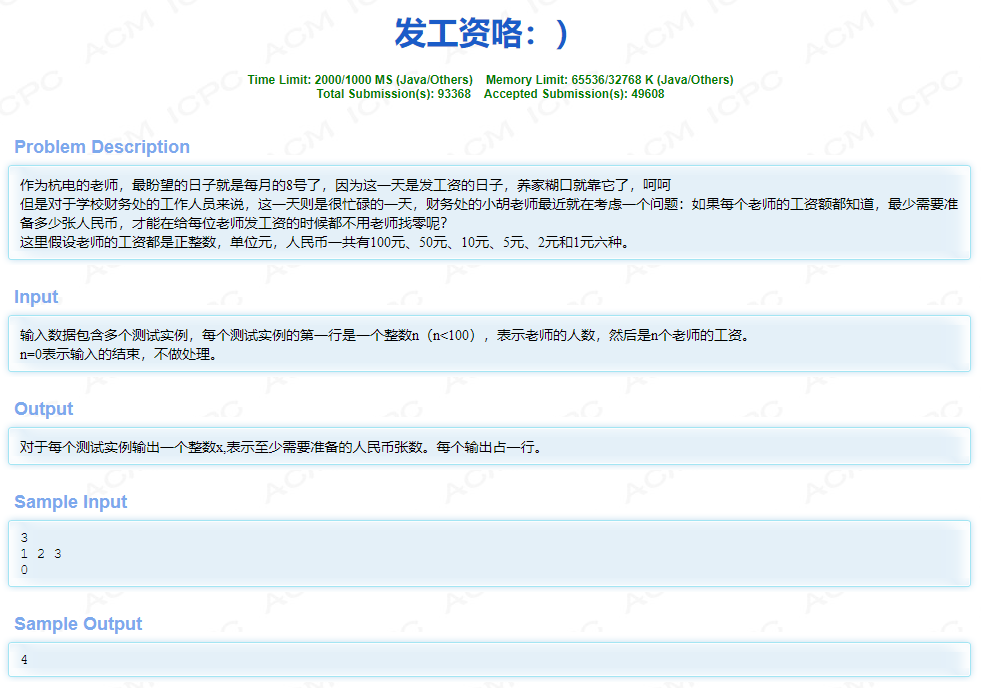 发工资咯：）
Time Limit: 2000/1000 MS (Java/Others) Memory Limit: 65536/32768 K (Java/Others)
Total Submission(s): 93368 Accepted Submission(s): 49608
Problem Description
作为杭电的老师，最盼望的日子就是每月的8号了，因为这一天是发工资的日子，养家糊口就靠它了，呵呵
但是对于学校财务处的工作人员来说，这一天则是很忙碌的一天，财务处的小胡老师最近就在考虑一个问题：如果每个老师的工资额都知道，最少需要准
备多少张人民币，才能在给每位老师发工资的时候都不用老师找零呢？
这里假设老师的工资都是正整数，单位元，人民币一共有100元、50元、10元、5元、2元和1元六种。
Input
输入数据包含多个测试实例，每个测试实例的第一行是一个整数n（n<100），表示老师的人数，然后是n个老师的工资。
n=0表示输入的结束，不做处理。
Output
对于每个测试实例输出一个整数x,表示至少需要准备的人民币张数。每个输出占一行。
Sample Input
3
1 2 3
0
Sample Output
4